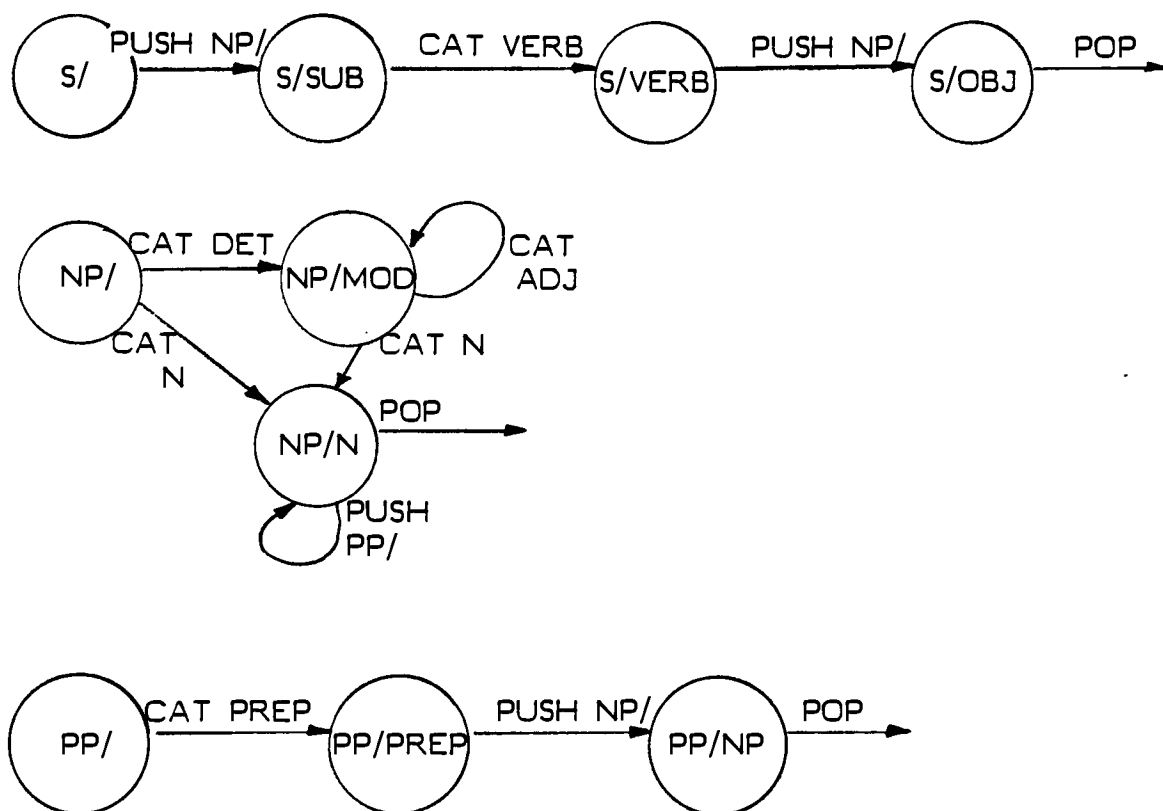 PUSH NP/
CAT VERB
PUSH NP/
POP
S/
S/SUB
S/VERB
S/OBJ
CAT DET
CAT
ADJ
NP/
NP/MOD
CAT
N
CAT N
POP
NP/N
PUSH
PP/
CAT PREP
PUSH NP/
POP
PP/
PP/PREP
PP/NP